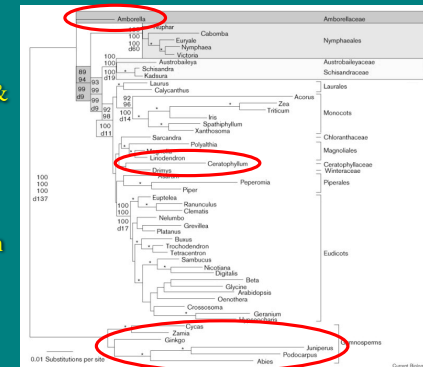 Amborella Amborellaceae
100
100
d60
Naphar
Cabomba
Euryale
Nymphaea
Victoria
Nymphaeales
&
89
94
99
d9
99
99
d9
93
100
100
d19
Austrobaileya Austrobaileyaceae
Schisandra
Kadsura
Schisandraceae
92
98
100
100
d11
Laurus
Calycanthus
Laurales
92
96
100
d14
Acorus
Zea
Triticum
Iris
Spathiphyllum
Xanthosoma
Monocots
Sarcandra Chloranthaceae
Polyalthia
Liriodendron
Magnoliales
Ceratophyllum Ceratophyllaceae
Drimys Winteraceae
Peperomia
Piper
Piperales
100
100
100
d137
100
100
d17
Euptelea
Ranunculus
Clematis
Nelumbo
Grevillea
Platanus
Buxus
Trochodendron
Tetracentron
Sambucus
Nicotiana
Digitalis
Beta
Glycine
Arabidopsis
Oenothera
Crossosoma
Geranium
Eudicots
Cycas
Zamia
Ginkgo
Juniperus
Podocarpus
Abies
0.01 Substitutions per site